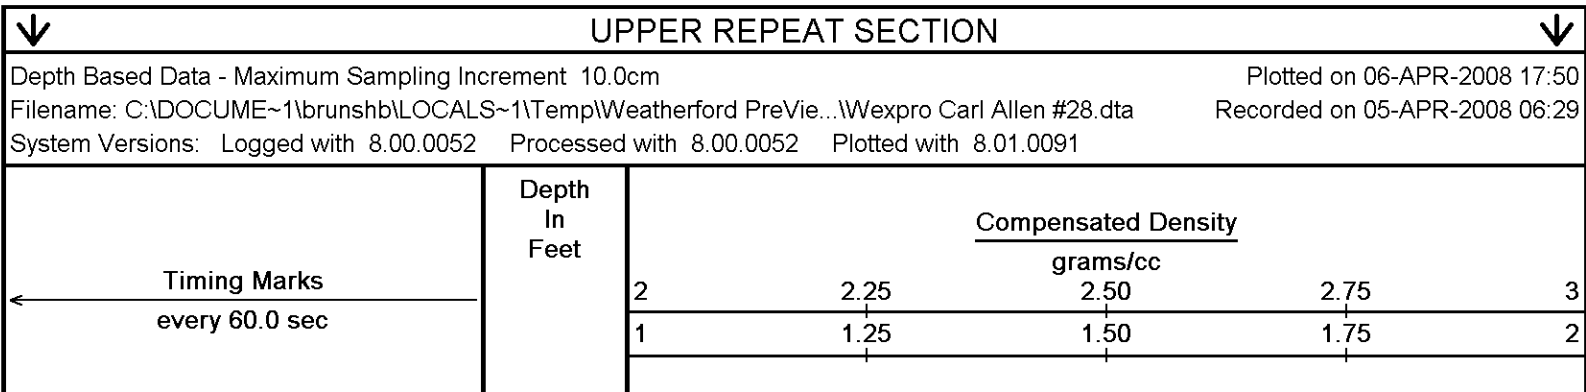 UPPER REPEAT SECTION
Depth Based Data - Maximum Sampling Increment 10.0cm Plotted on 06-APR-2008 17:50
Filename: C:\DOCUME~1\brunshb\LOCALS~1\Temp\Weatherford PreVie...\Wexpro Carl Allen #28.dta Recorded on 05-APR-2008 06:29
System Versions: Logged with 8.00.0052 Processed with 8.00.0052 Plotted with 8.01.0091
Timing Marks
every 60.0 sec
Depth
In
Feet
Compensated Density
grams/cc
2 2.25 2.50 2.75 3
1 1.25 1.50 1.75 2